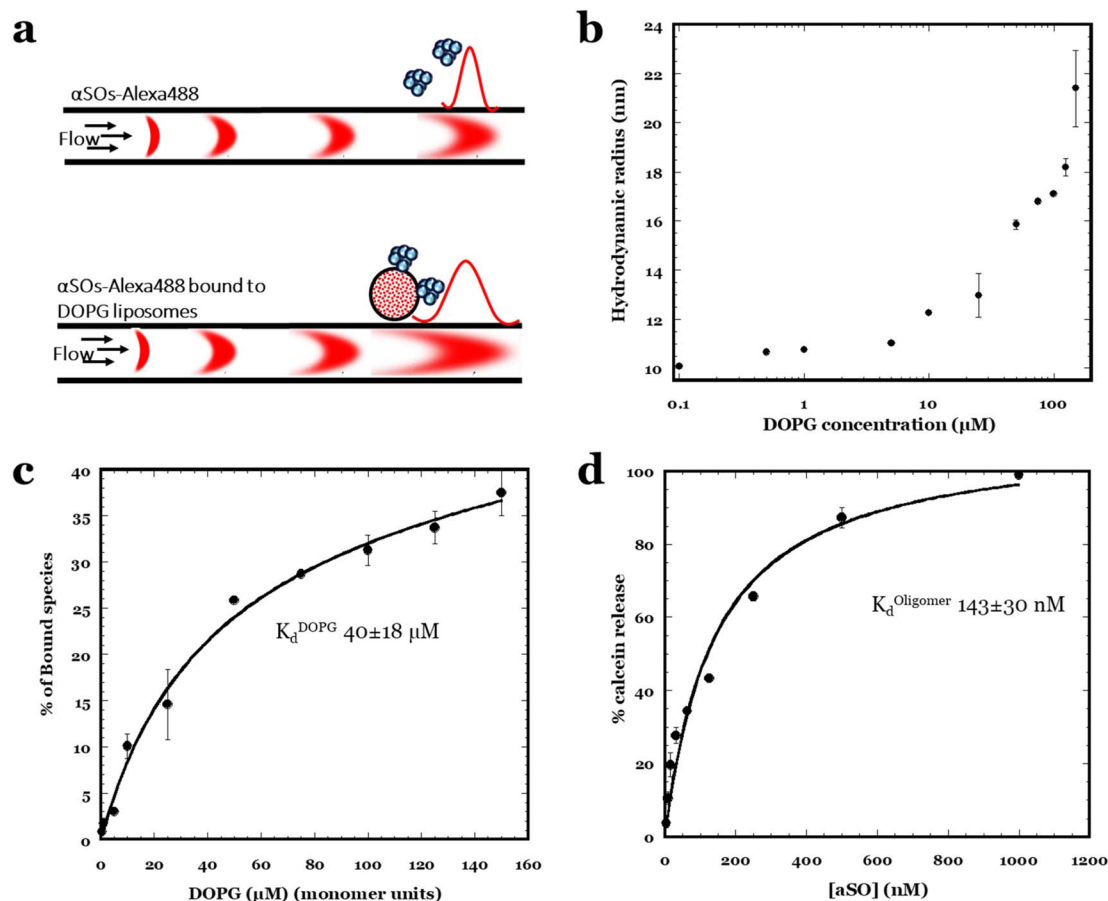 a
αSOs-Alexa488
Flow
αSOs-Alexa488 bound to
DOPG liposomes
Flow
b
Hydrodynamic radius (nm)
24
22
20
18
16
14
12
10
0.1
1
10
100
DOPG concentration (μM)
c
% of Bound species
40
35
30
25
20
15
10
5
0
K_d^DOPG 40±18 μM
0
20
40
60
80
100
120
140
160
DOPG (μM) (monomer units)
d
% calcein release
100
80
60
40
20
0
K_d^Oligomer 143±30 nM
0
200
400
600
800
1000
1200
[aSO] (nM)